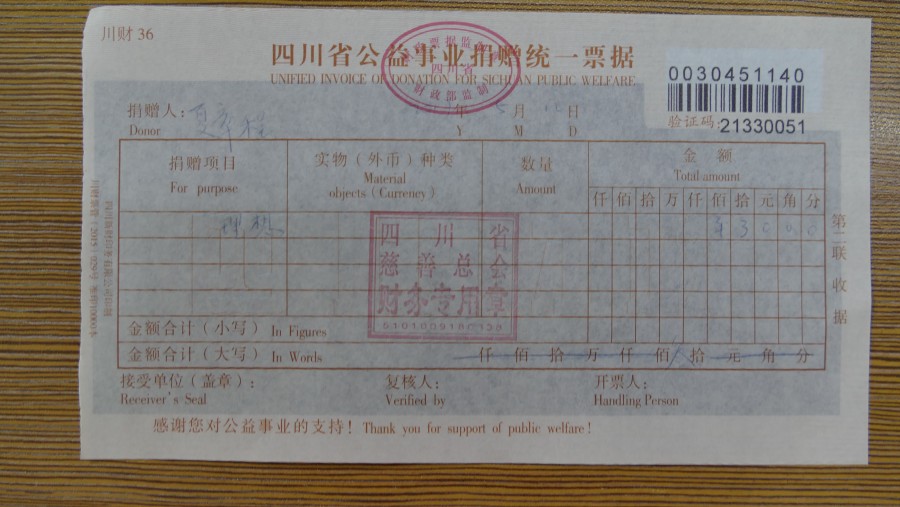 川财 36
四川省公益事业捐赠统一票据
UNIFIED INVOICE OF DONATION FOR SICHUAN PUBLIC WELFARE
0030451140
验证码:21330051
捐赠人: 年 月 日
Donor Y M D
捐赠项目 实物（外币）种类 数量 金额
For purpose Material objects (Currency) Amount Total amount
仟 佰 拾 万 仟 佰 拾 元 角 分
¥ 3 0 0 0
四川省
慈善总会
财务专用章
金额合计（小写） In Figures
金额合计（大写） In Words 仟 佰 拾 万 仟 佰 拾 元 角 分
接受单位（盖章）: 复核人: 开票人:
Receiver's Seal Verified by Handling Person
感谢您对公益事业的支持! Thank you for support of public welfare!
第二联 收据